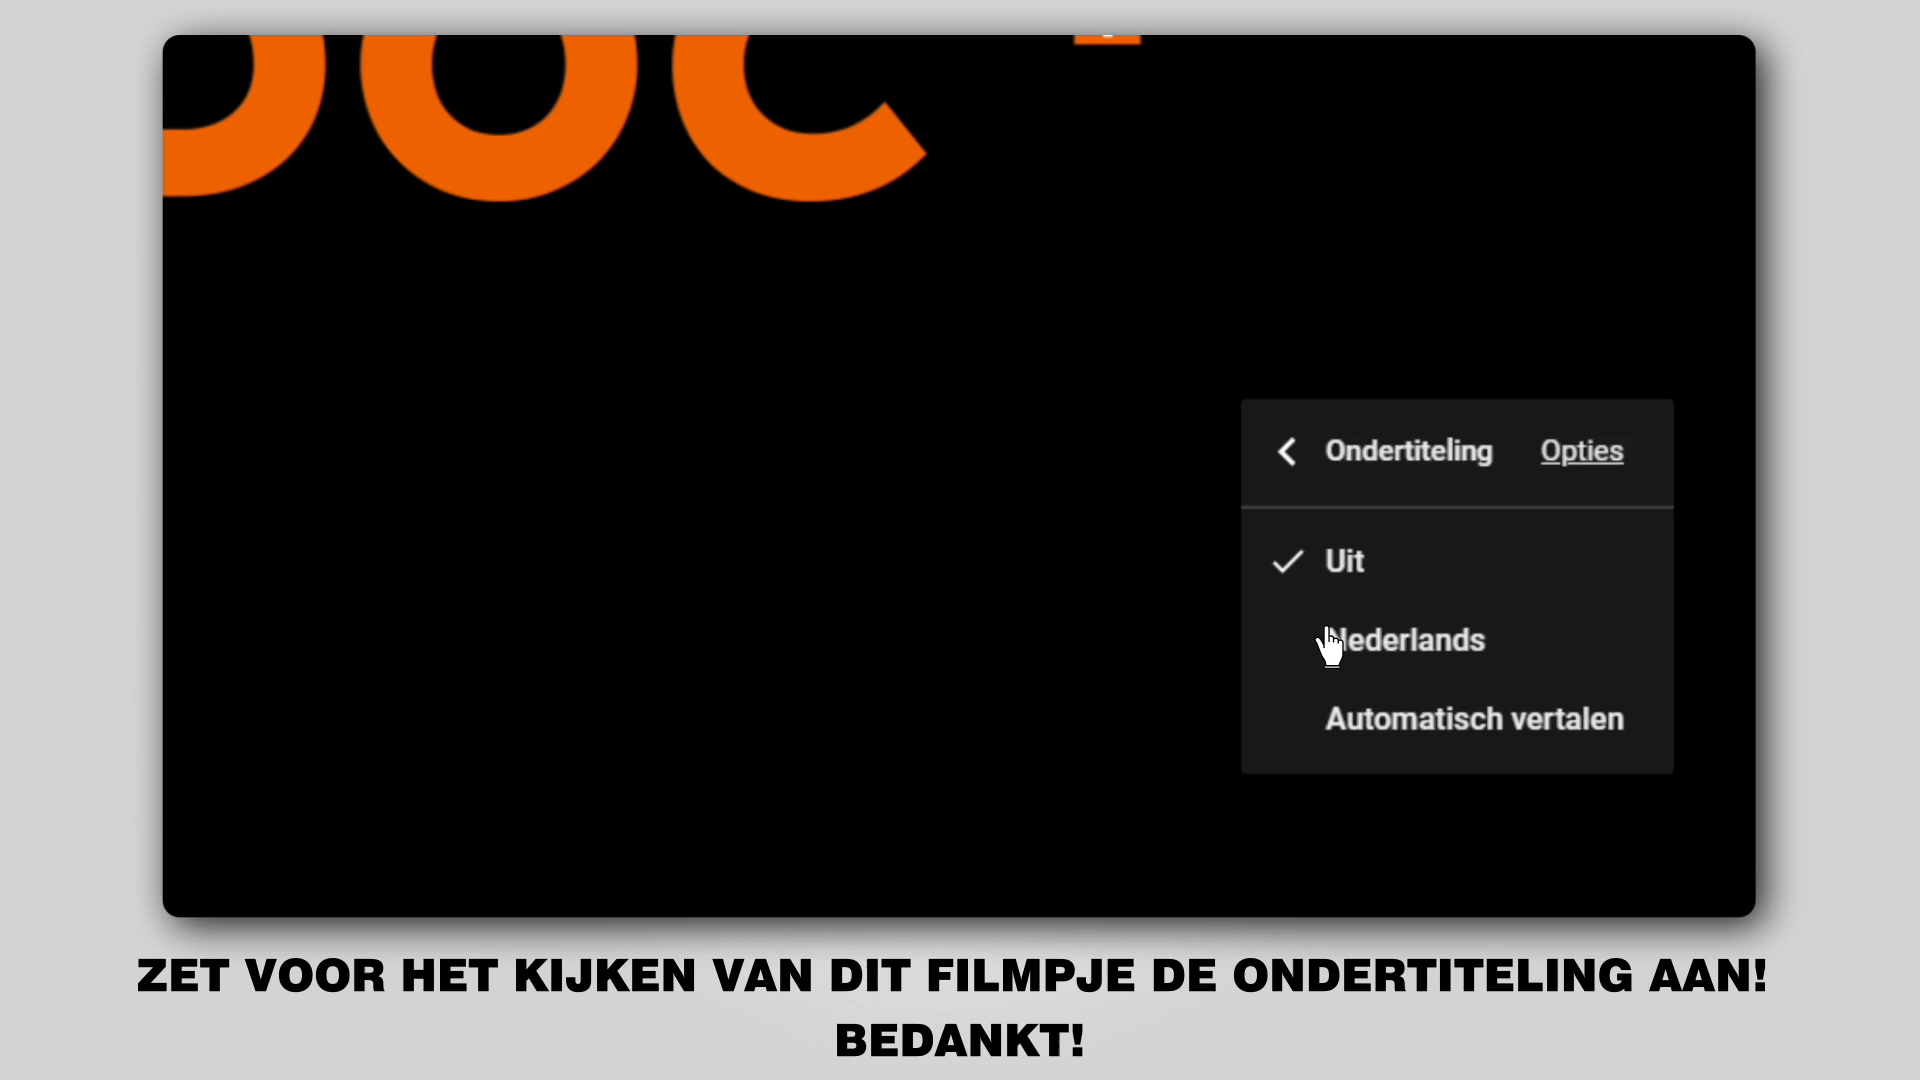 Ondertiteling Opties
Uit
Nederlands
Automatisch vertalen
ZET VOOR HET KIJKEN VAN DIT FILMPJE DE ONDERTITELING AAN!
BEDANKT!